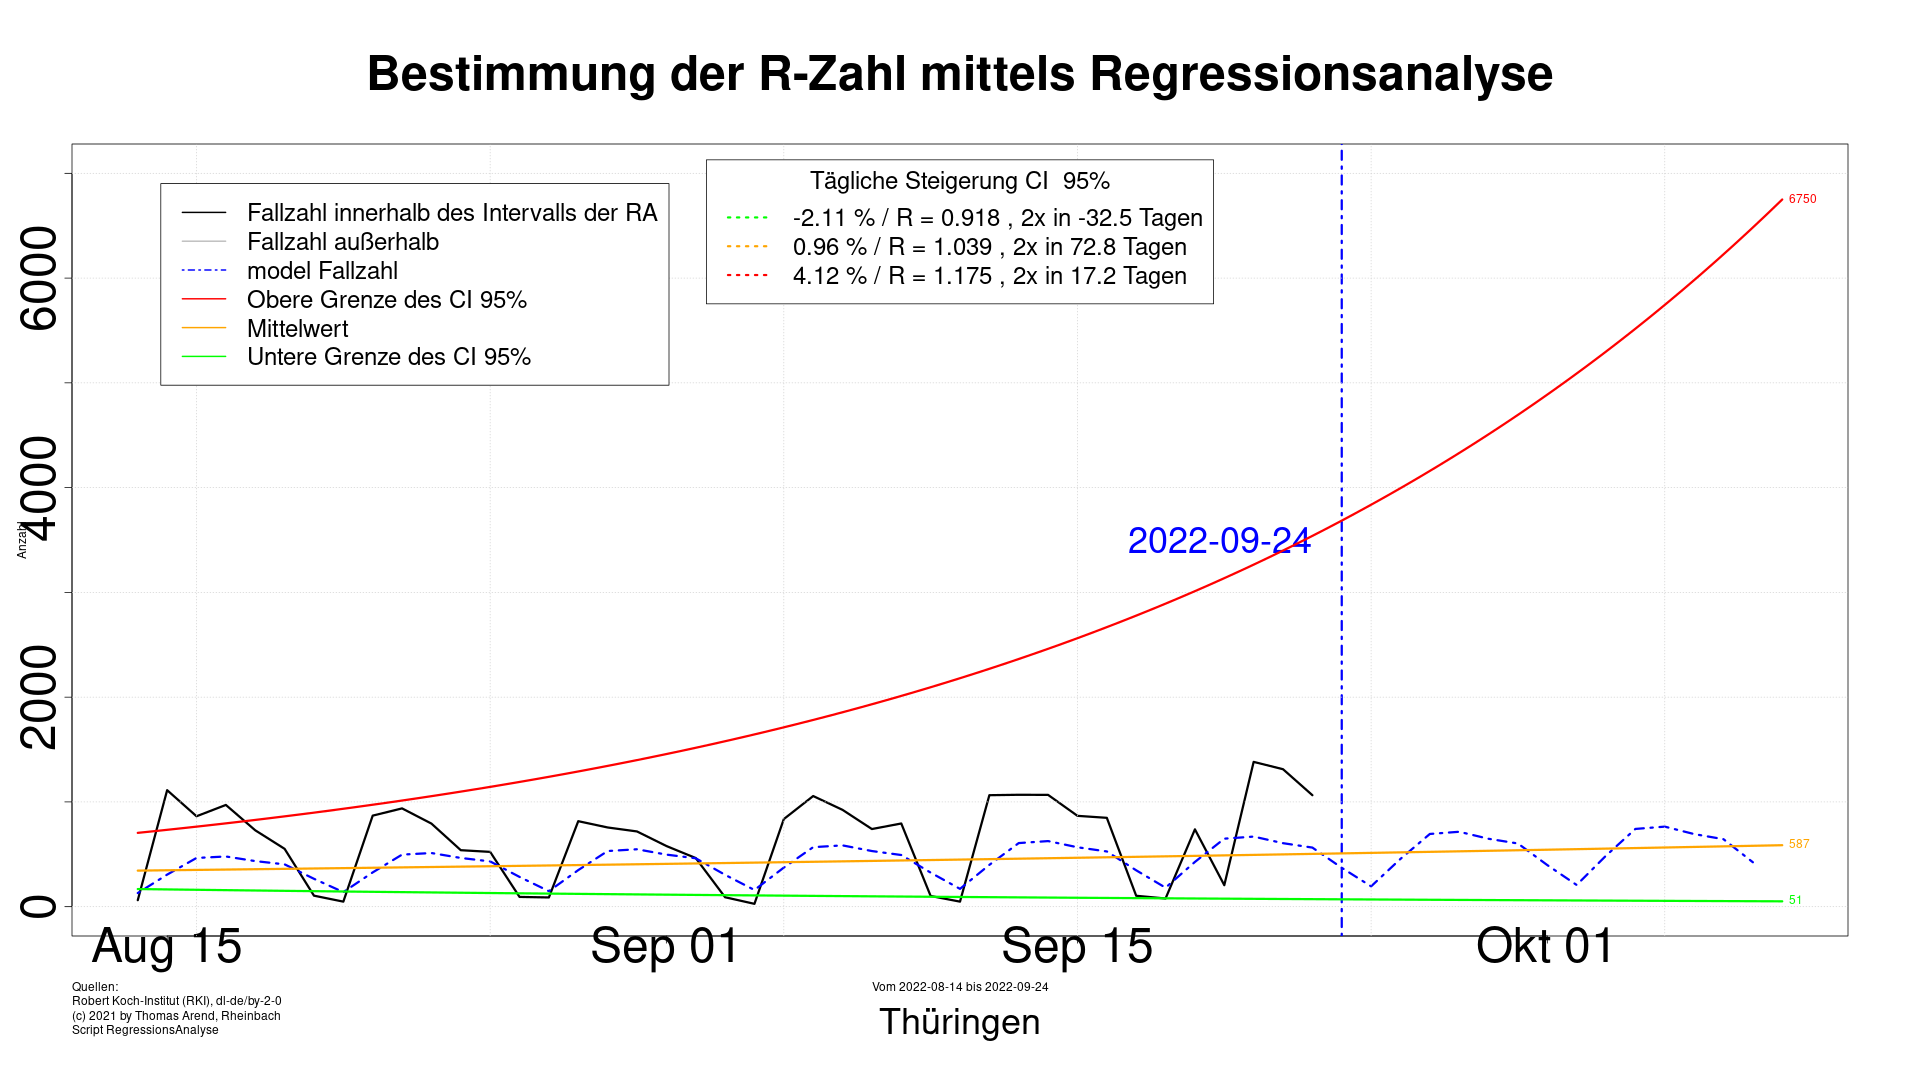 Bestimmung der R-Zahl mittels Regressionsanalyse
Fallzahl innerhalb des Intervalls der RA
Fallzahl außerhalb
model Fallzahl
Obere Grenze des CI 95%
Mittelwert
Untere Grenze des CI 95%
Tägliche Steigerung CI  95%
-2.11 % / R = 0.918 , 2x in -32.5 Tagen
0.96 % / R = 1.039 , 2x in 72.8 Tagen
4.12 % / R = 1.175 , 2x in 17.2 Tagen
6750
6000
4000
2000
0
Anzahl
2022-09-24
587
51
Aug 15
Sep 01
Sep 15
Okt 01
Quellen:
Robert Koch-Institut (RKI), dl-de/by-2-0
(c) 2021 by Thomas Arend, Rheinbach
Script RegressionsAnalyse
Vom 2022-08-14 bis 2022-09-24
Thüringen